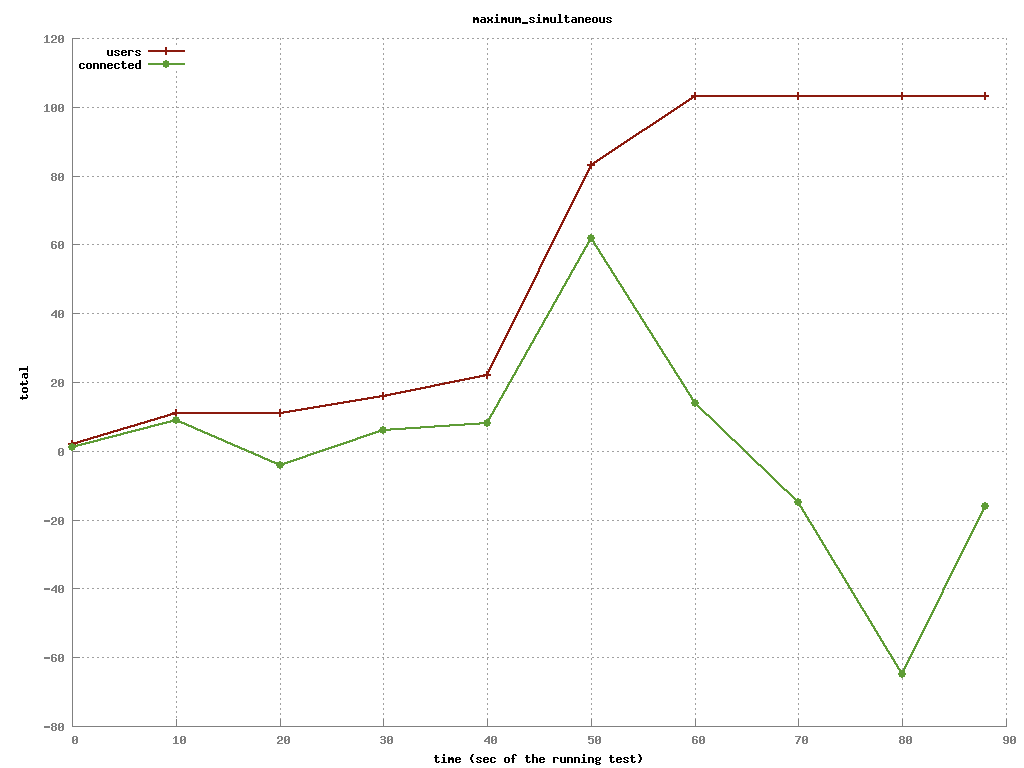 maximum_simultaneous
users
connected
120
100
80
60
40
20
0
-20
-40
-60
-80
total
0 10 20 30 40 50 60 70 80 90
time (sec of the running test)